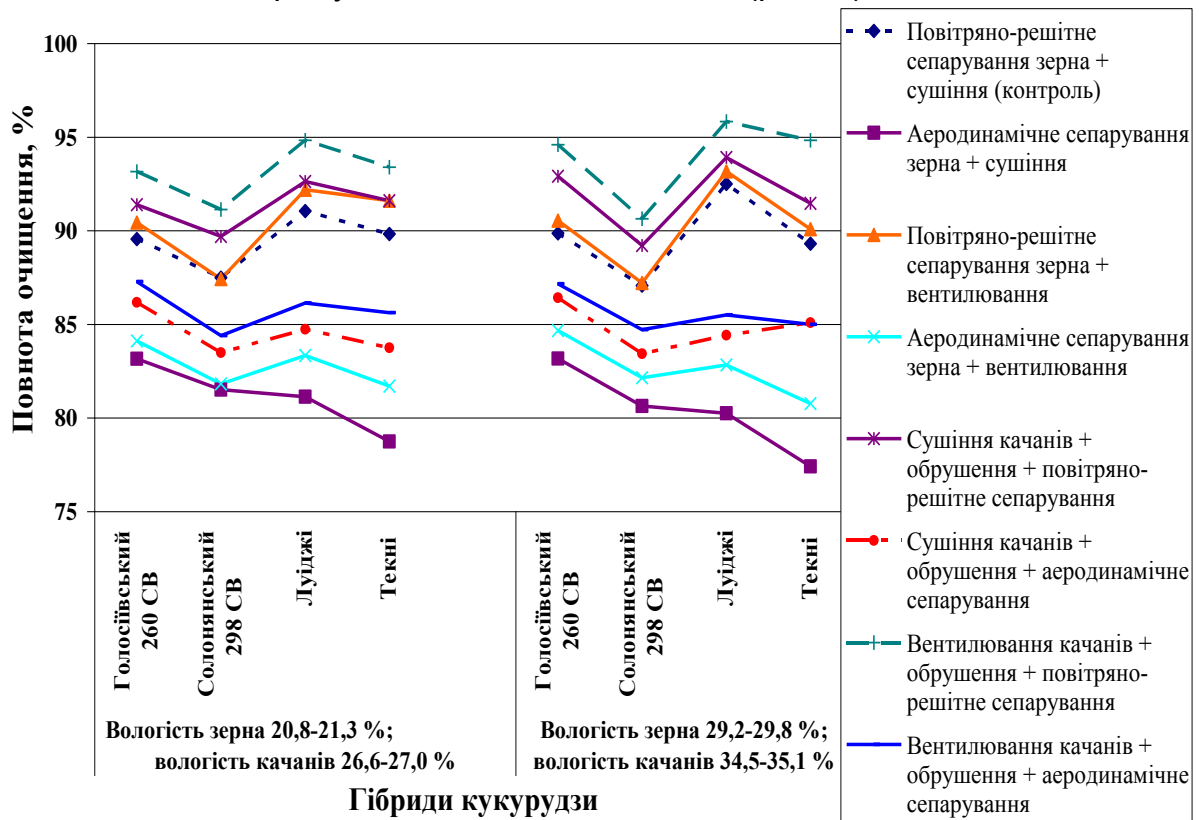 Повнота очищення, %
100
95
90
85
80
75
Голосіївський
260 СВ
Солонянський
298 СВ
Луіджі
Текні
Голосіївський
260 СВ
Солонянський
298 СВ
Луіджі
Текні
Вологість зерна 20,8-21,3 %;
вологість качанів 26,6-27,0 %
Вологість зерна 29,2-29,8 %;
вологість качанів 34,5-35,1 %
Гібриди кукурудзи
Повітряно-решітне
сепарування зерна +
сушіння (контроль)
Аеродинамічне сепарування
зерна + сушіння
Повітряно-решітне
сепарування зерна +
вентилювання
Аеродинамічне сепарування
зерна + вентилювання
Сушіння качанів +
обрушення + повітряно-
решітне сепарування
Сушіння качанів +
обрушення + аеродинамічне
сепарування
Вентилювання качанів +
обрушення + повітряно-
решітне сепарування
Вентилювання качанів +
обрушення + аеродинамічне
сепарування